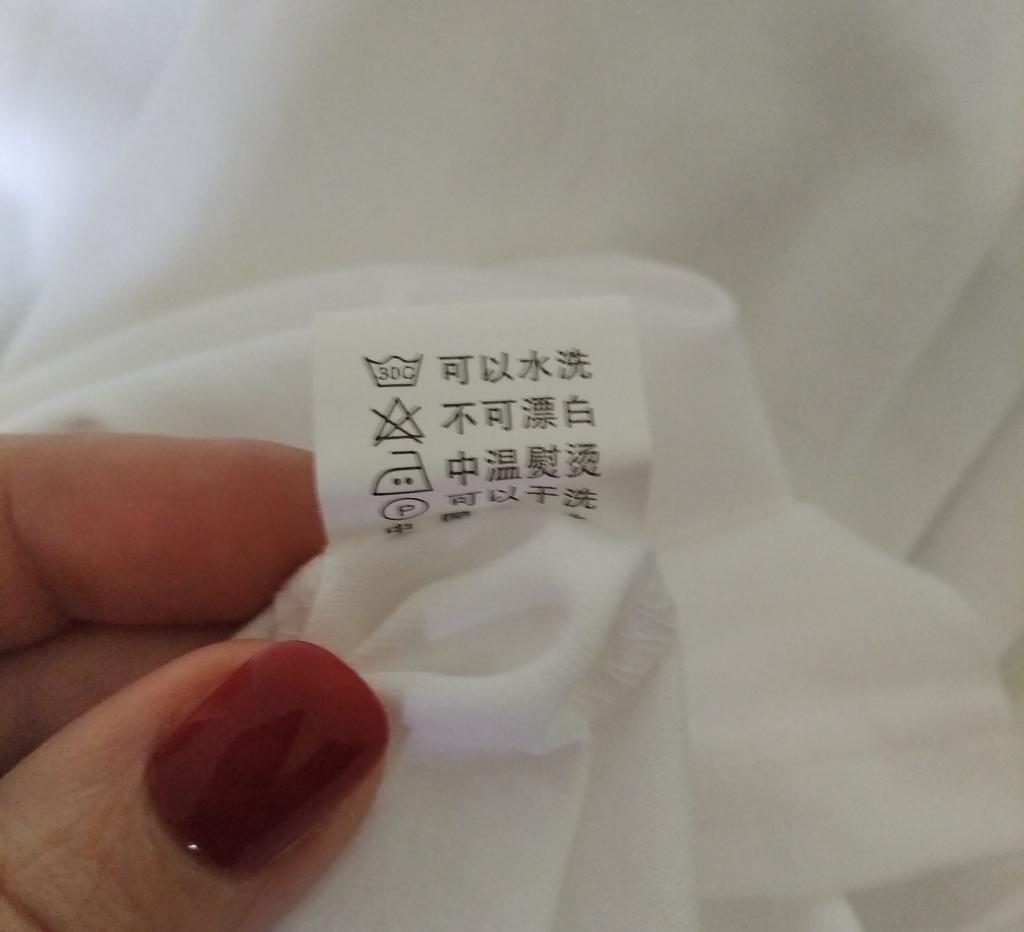 30C 可以水洗
不可漂白
中温熨烫
P 可以干洗